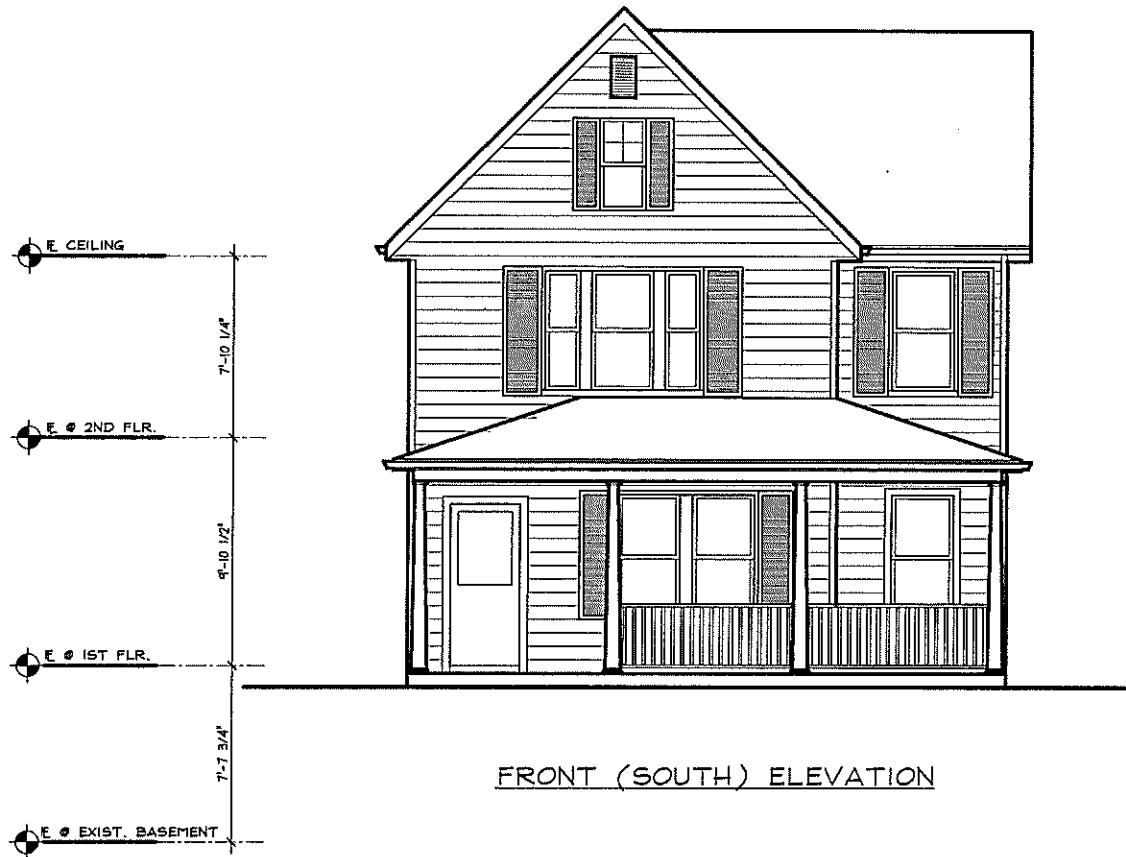 E CEILING
7'-10 1/4"
E @ 2ND FLR.
9'-10 1/2"
E @ 1ST FLR.
7'-7 3/4"
FRONT (SOUTH) ELEVATION
E @ EXIST. BASEMENT